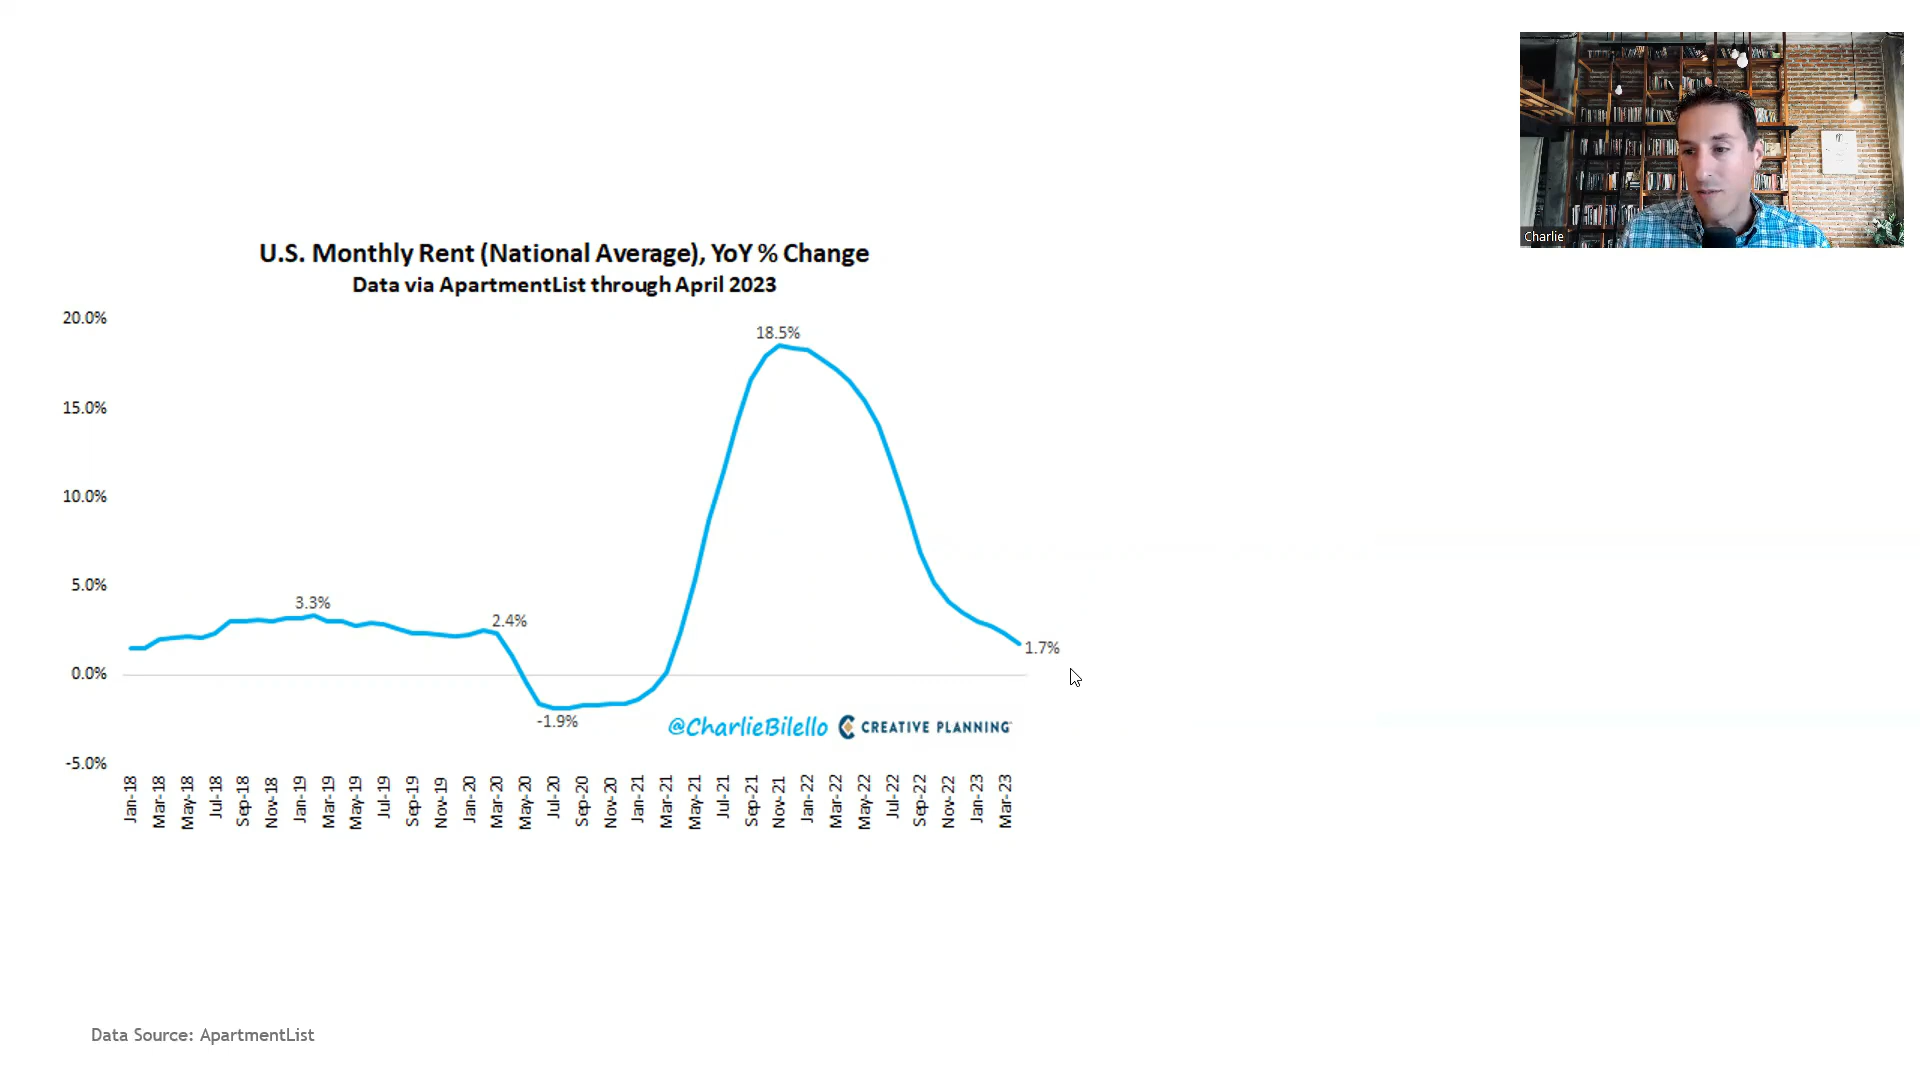 U.S. Monthly Rent (National Average), YoY % Change
Data via ApartmentList through April 2023
20.0%
15.0%
10.0%
5.0%
0.0%
-5.0%
3.3%
2.4%
-1.9%
18.5%
1.7%
@CharlieBilello CREATIVE PLANNING
Jan-18
Mar-18
May-18
Jul-18
Sep-18
Nov-18
Jan-19
Mar-19
May-19
Jul-19
Sep-19
Nov-19
Jan-20
Mar-20
May-20
Jul-20
Sep-20
Nov-20
Jan-21
Mar-21
May-21
Jul-21
Sep-21
Nov-21
Jan-22
Mar-22
May-22
Jul-22
Sep-22
Nov-22
Jan-23
Mar-23
Data Source: ApartmentList
Charlie